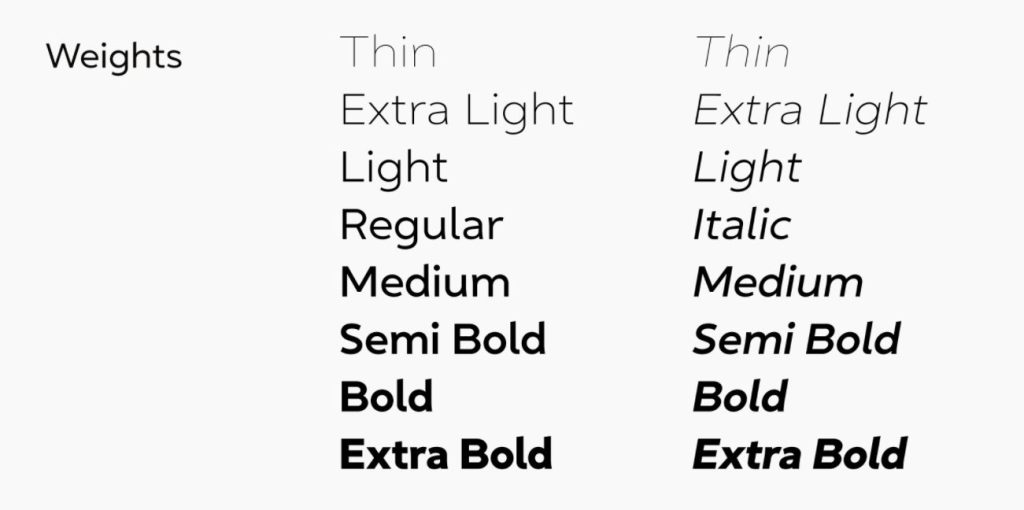 Weights
Thin
Extra Light
Light
Regular
Medium
Semi Bold
Bold
Extra Bold
Thin
Extra Light
Light
Italic
Medium
Semi Bold
Bold
Extra Bold